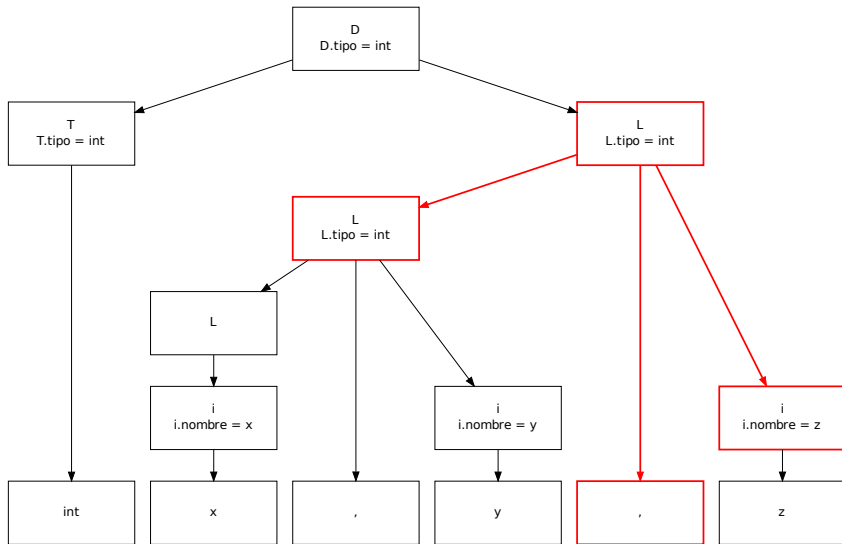 D
D.tipo = int
T
T.tipo = int
L
L.tipo = int
L
L.tipo = int
L
i
i.nombre = x
i
i.nombre = y
i
i.nombre = z
int
x
,
y
,
z